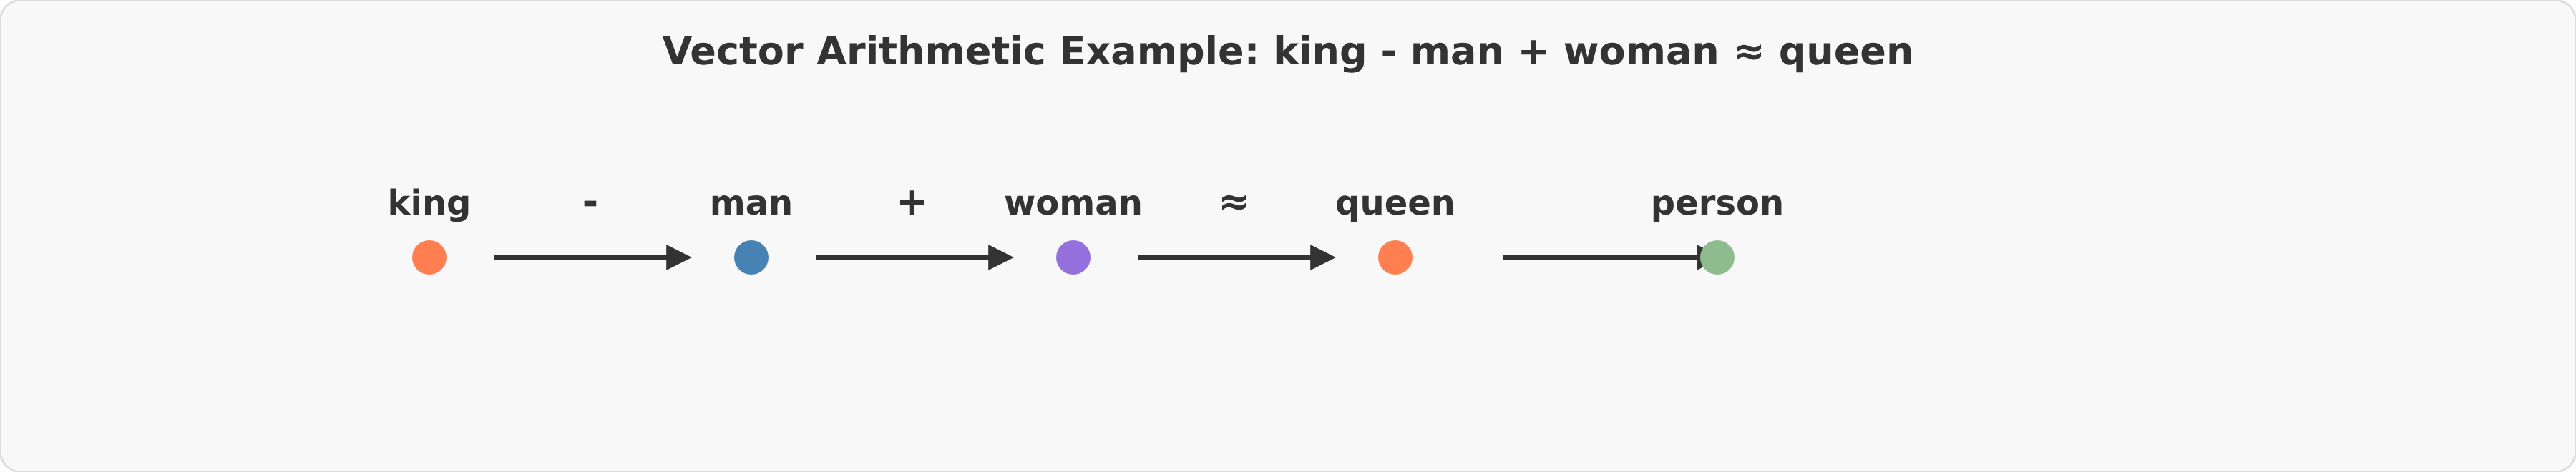 Vector Arithmetic Example: king - man + woman ≈ queen
king - man + woman ≈ queen person